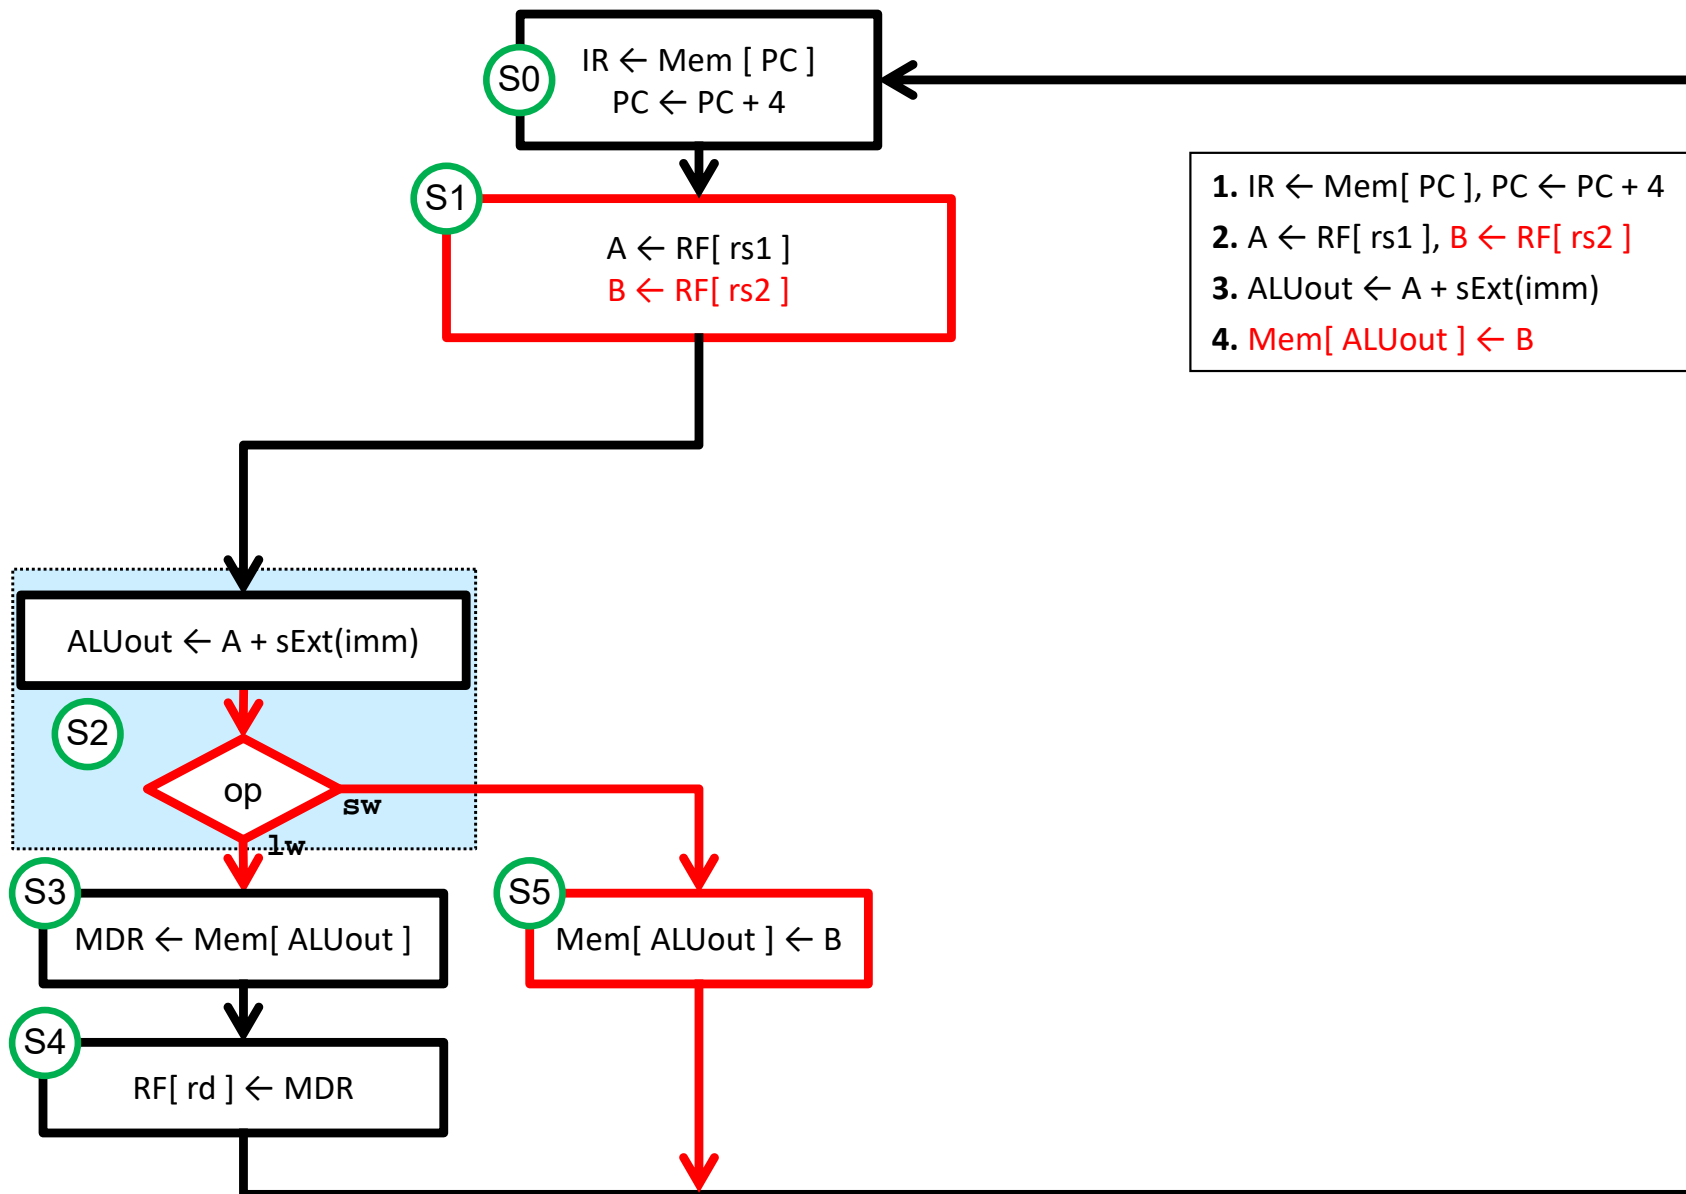 S0
IR ← Mem [ PC ]
PC ← PC + 4
S1
A ← RF[ rs1 ]
B ← RF[ rs2 ]
1. IR ← Mem[ PC ], PC ← PC + 4
2. A ← RF[ rs1 ], B ← RF[ rs2 ]
3. ALUout ← A + sExt(imm)
4. Mem[ ALUout ] ← B
ALUout ← A + sExt(imm)
S2
op
sw
lw
S3
MDR ← Mem[ ALUout ]
S5
Mem[ ALUout ] ← B
S4
RF[ rd ] ← MDR